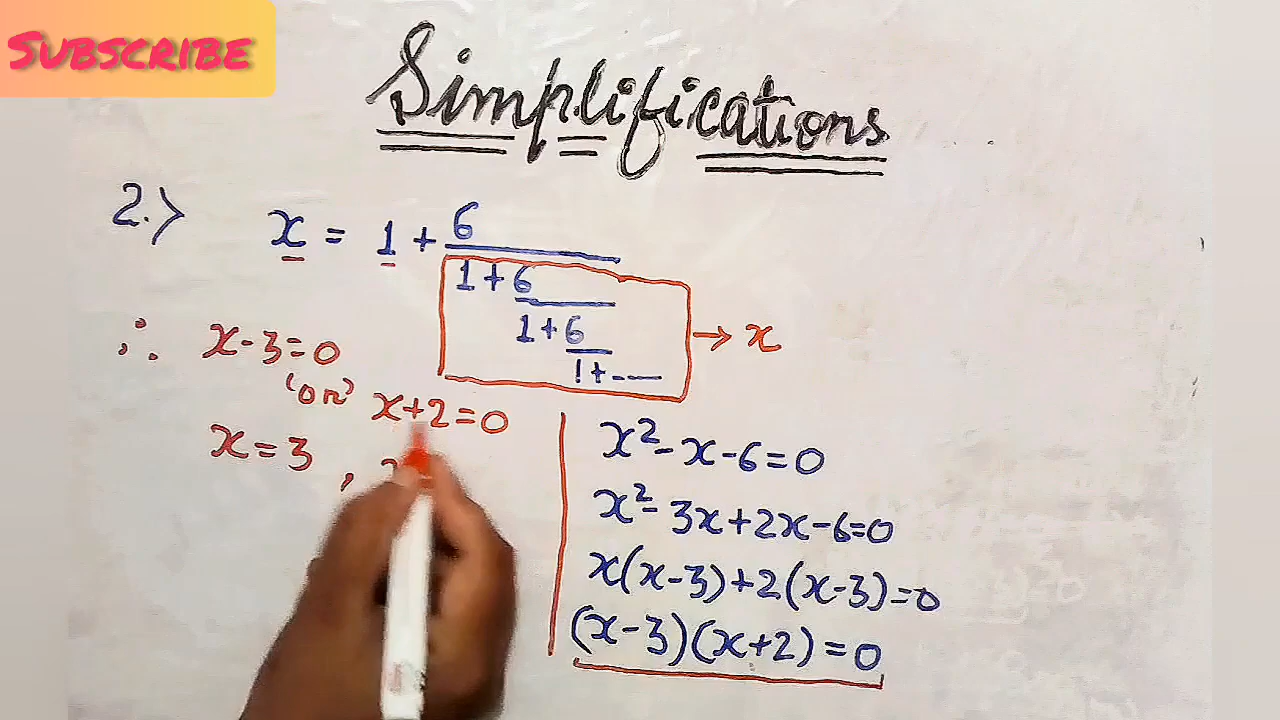 SUBSCRIBE
Simplifications
2.> x = 1 + 6
1 + 6
1 + 6
1 + ---
→ x
∴ x - 3 = 0
(or) x + 2 = 0
x = 3 ,
x² - x - 6 = 0
x² - 3x + 2x - 6 = 0
x(x - 3) + 2(x - 3) = 0
(x - 3)(x + 2) = 0